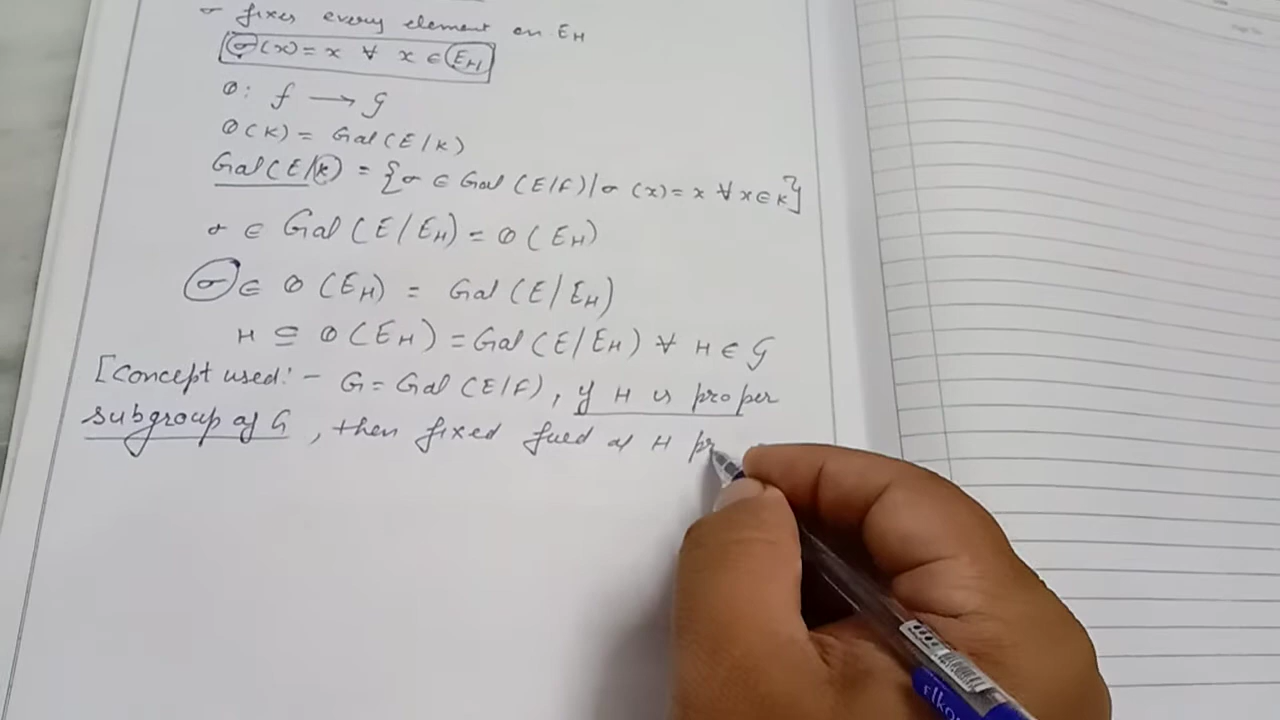 σ fixes every element on E_H
σ(x) = x ∀ x ∈ E_H
Φ: f → G
Φ(K) = Gal(E/K)
Gal(E/K) = {σ ∈ Gal(E/F) | σ(x) = x ∀ x ∈ K}
σ ∈ Gal(E/E_H) = Φ(E_H)
σ ∈ Φ(E_H) = Gal(E/E_H)
H ⊆ Φ(E_H) = Gal(E/E_H) ∀ H ∈ G
[Concept used:- G = Gal(E/F), if H is proper
subgroup of G, then fixed field of H pr